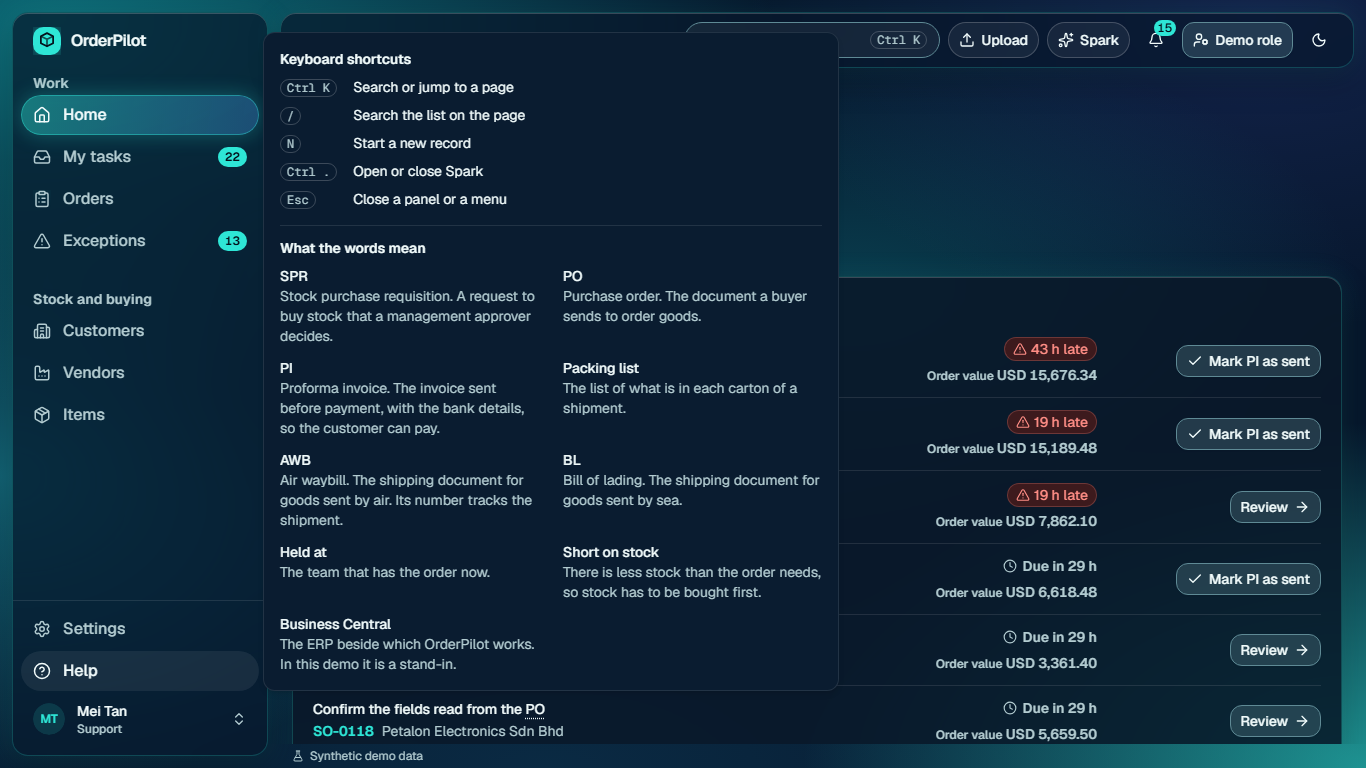 OrderPilot
Work
Home
My tasks 22
Orders
Exceptions 13
Stock and buying
Customers
Vendors
Items
Settings
Help
MT
Mei Tan
Support
Ctrl K
Upload
Spark
15
Demo role
Keyboard shortcuts
Ctrl K Search or jump to a page
/ Search the list on the page
N Start a new record
Ctrl . Open or close Spark
Esc Close a panel or a menu
What the words mean
SPR
Stock purchase requisition. A request to
buy stock that a management approver
decides.
PO
Purchase order. The document a buyer
sends to order goods.
PI
Proforma invoice. The invoice sent
before payment, with the bank details,
so the customer can pay.
Packing list
The list of what is in each carton of a
shipment.
AWB
Air waybill. The shipping document for
goods sent by air. Its number tracks the
shipment.
BL
Bill of lading. The shipping document for
goods sent by sea.
Held at
The team that has the order now.
Short on stock
There is less stock than the order needs,
so stock has to be bought first.
Business Central
The ERP beside which OrderPilot works.
In this demo it is a stand-in.
43 h late
Order value USD 15,676.34
Mark PI as sent
19 h late
Order value USD 15,189.48
Mark PI as sent
19 h late
Order value USD 7,862.10
Review
Due in 29 h
Order value USD 6,618.48
Mark PI as sent
Due in 29 h
Order value USD 3,361.40
Review
Confirm the fields read from the PO
SO-0118 Petalon Electronics Sdn Bhd
Due in 29 h
Order value USD 5,659.50
Review
Synthetic demo data